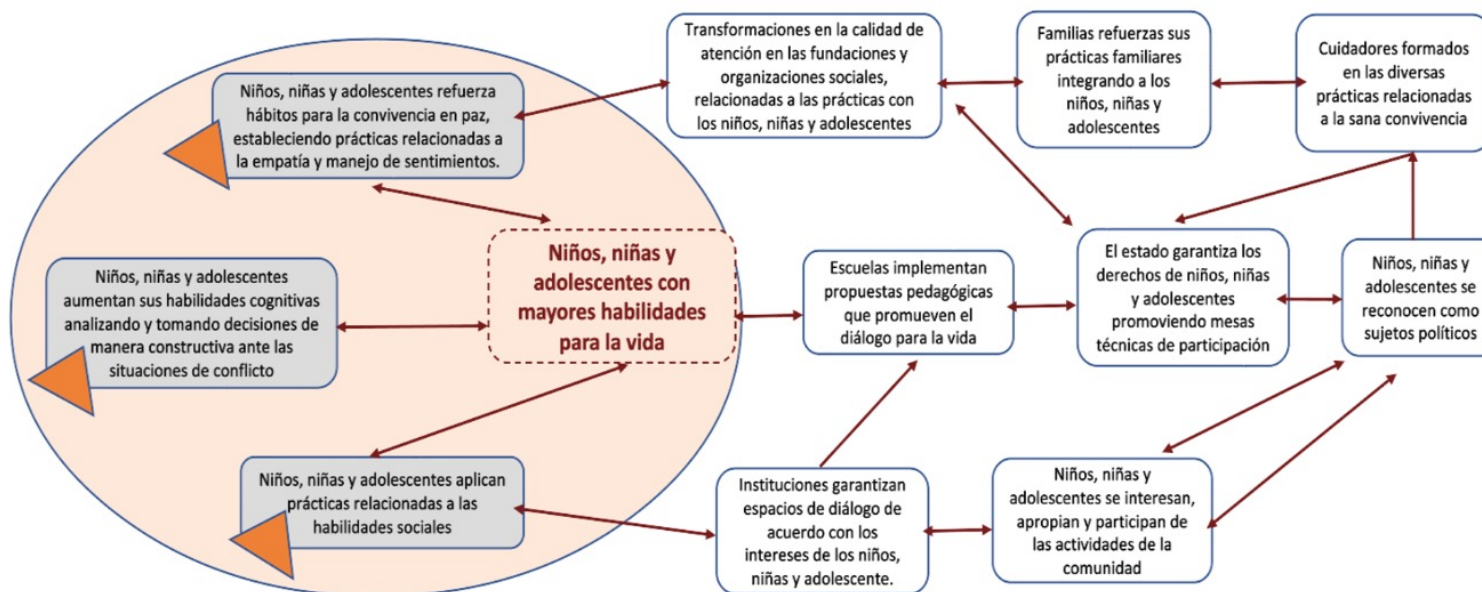 Transformaciones en la calidad de
atención en las fundaciones y
organizaciones sociales,
relacionadas a las prácticas con
los niños, niñas y adolescentes
Familias refuerzas sus
prácticas familiares
integrando a los
niños, niñas y
adolescentes
Cuidadores formados
en las diversas
prácticas relacionadas
a la sana convivencia
Niños, niñas y adolescentes refuerza
hábitos para la convivencia en paz,
estableciendo prácticas relacionadas a
la empatía y manejo de sentimientos.
Niños, niñas y adolescentes
aumentan sus habilidades cognitivas
analizando y tomando decisiones de
manera constructiva ante las
situaciones de conflicto
Niños, niñas y
adolescentes con
mayores habilidades
para la vida
Escuelas implementan
propuestas pedagógicas
que promueven el
diálogo para la vida
El estado garantiza los
derechos de niños, niñas
y adolescentes
promoviendo mesas
técnicas de participación
Niños, niñas y
adolescentes se
reconocen como
sujetos políticos
Niños, niñas y adolescentes aplican
prácticas relacionadas a las
habilidades sociales
Instituciones garantizan
espacios de diálogo de
acuerdo con los
intereses de los niños,
niñas y adolescente.
Niños, niñas y
adolescentes se interesan,
apropian y participan de
las actividades de la
comunidad